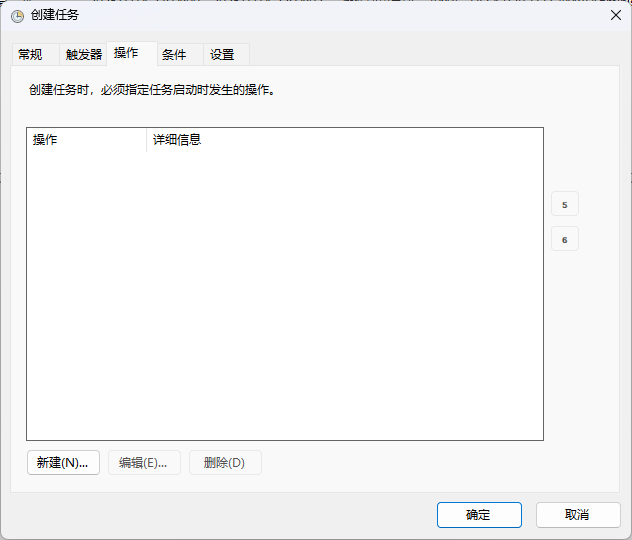 创建任务
常规 触发器 操作 条件 设置
创建任务时，必须指定任务启动时发生的操作。
操作 详细信息
5
6
新建(N)... 编辑(E)... 删除(D)
确定 取消